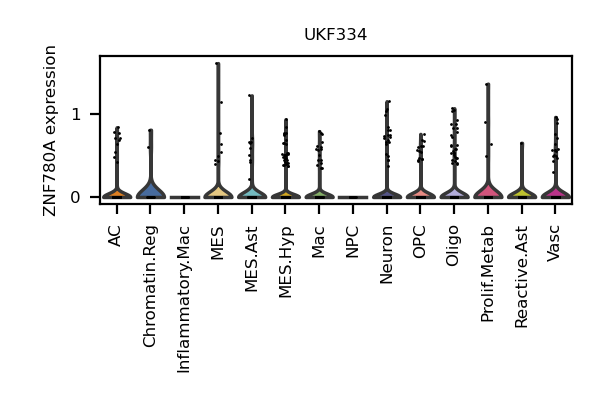 UKF334
ZNF780A expression
1
0
AC
Chromatin.Reg
Inflammatory.Mac
MES
MES.Ast
MES.Hyp
Mac
NPC
Neuron
OPC
Oligo
Prolif.Metab
Reactive.Ast
Vasc